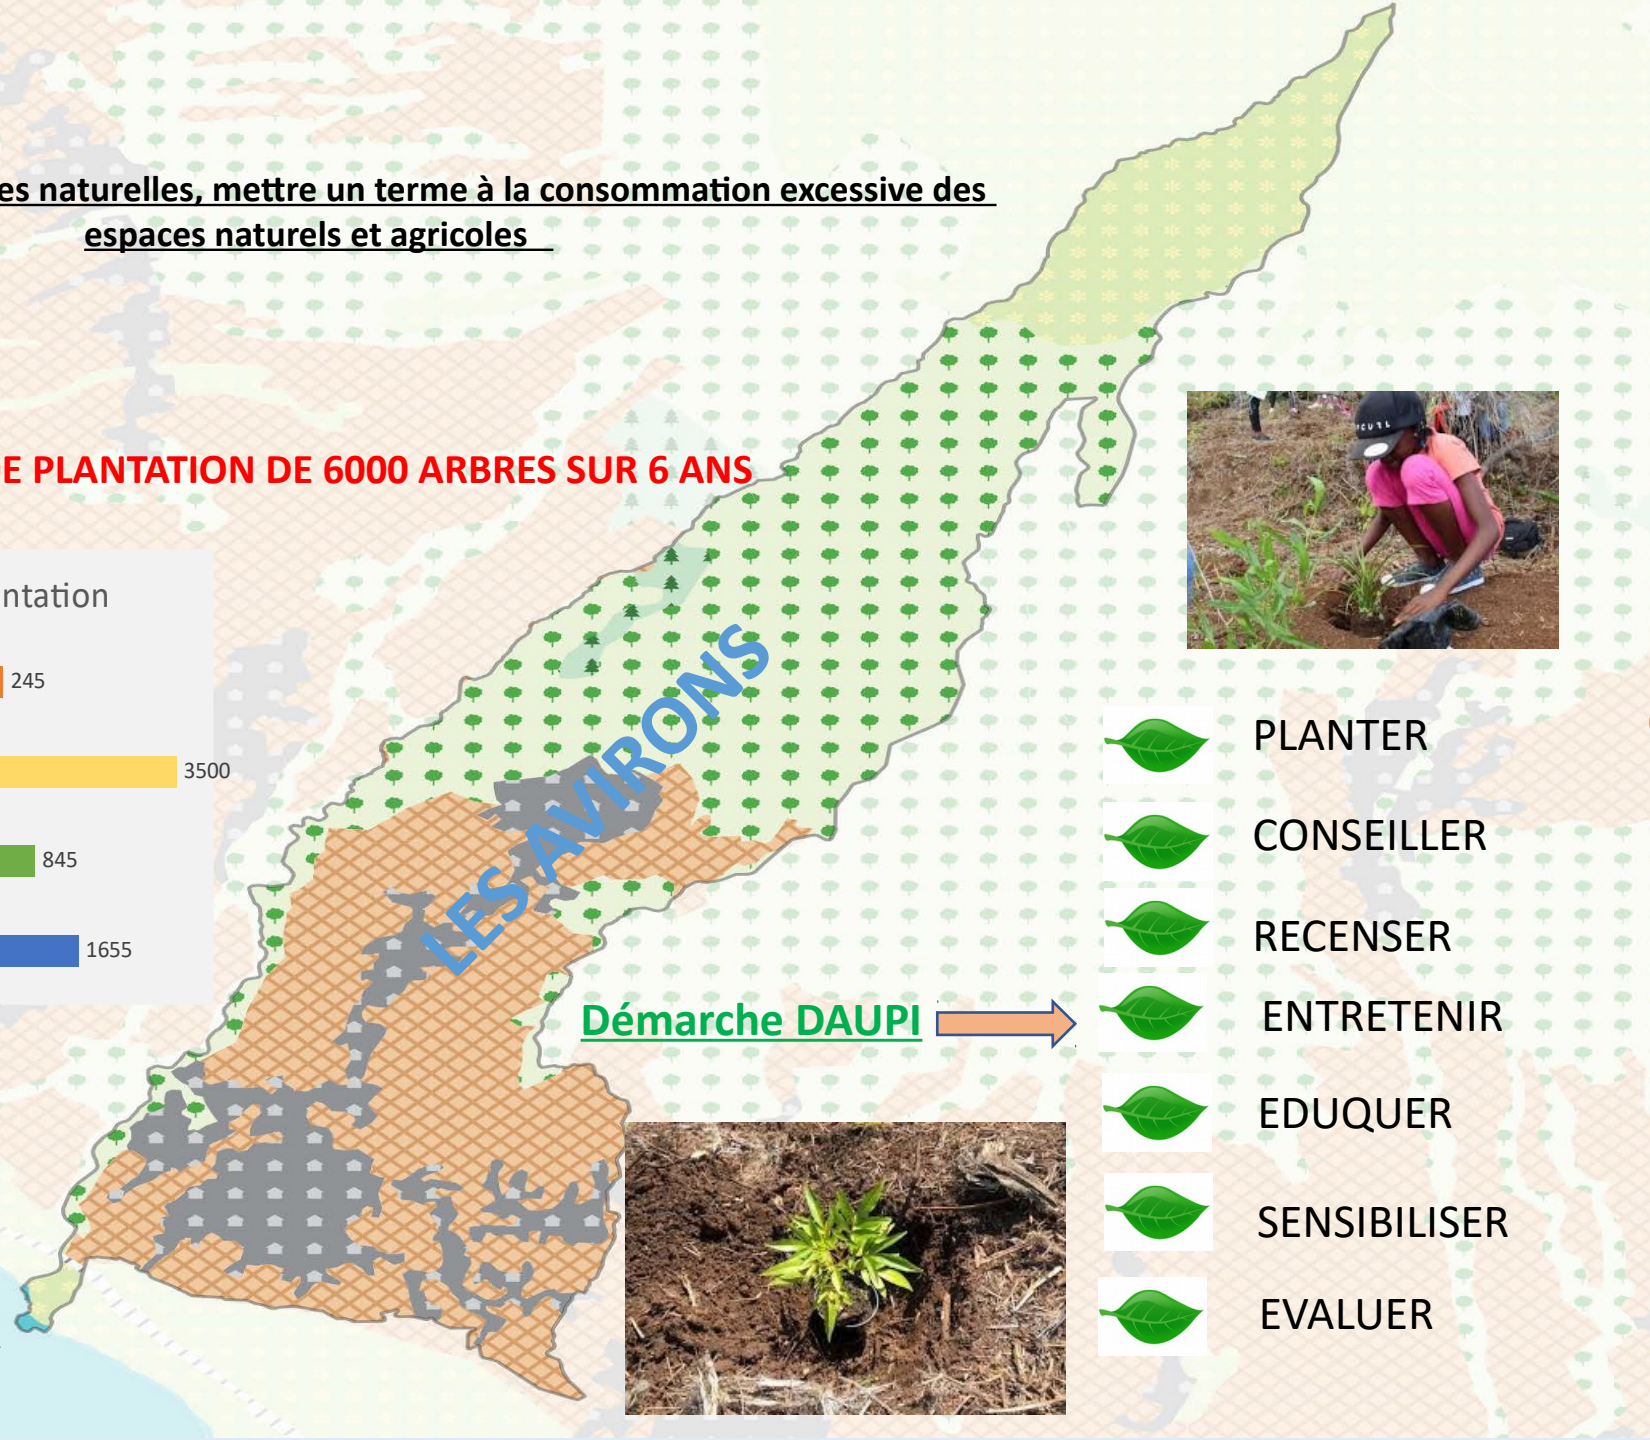 es naturelles, mettre un terme à la consommation excessive des
espaces naturels et agricoles
E PLANTATION DE 6000 ARBRES SUR 6 ANS
ntation
245
3500
845
1655
LES AVIRONS
Démarche DAUPI
PLANTER
CONSEILLER
RECENSER
ENTRETENIR
EDUQUER
SENSIBILISER
EVALUER